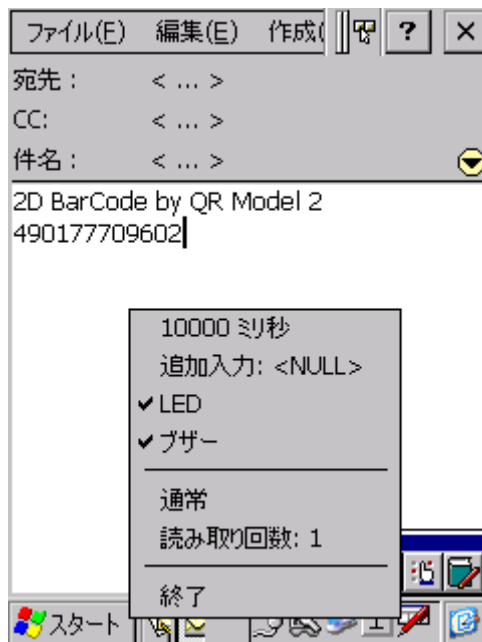 ファイル(F) 編集(E) 作成( ? ×
宛先： < ... >
CC: < ... >
件名： < ... >
2D BarCode by QR Model 2
490177709602
10000 ミリ秒
追加入力: <NULL>
✔LED
✔ブザー
通常
読み取り回数: 1
終了
スタート